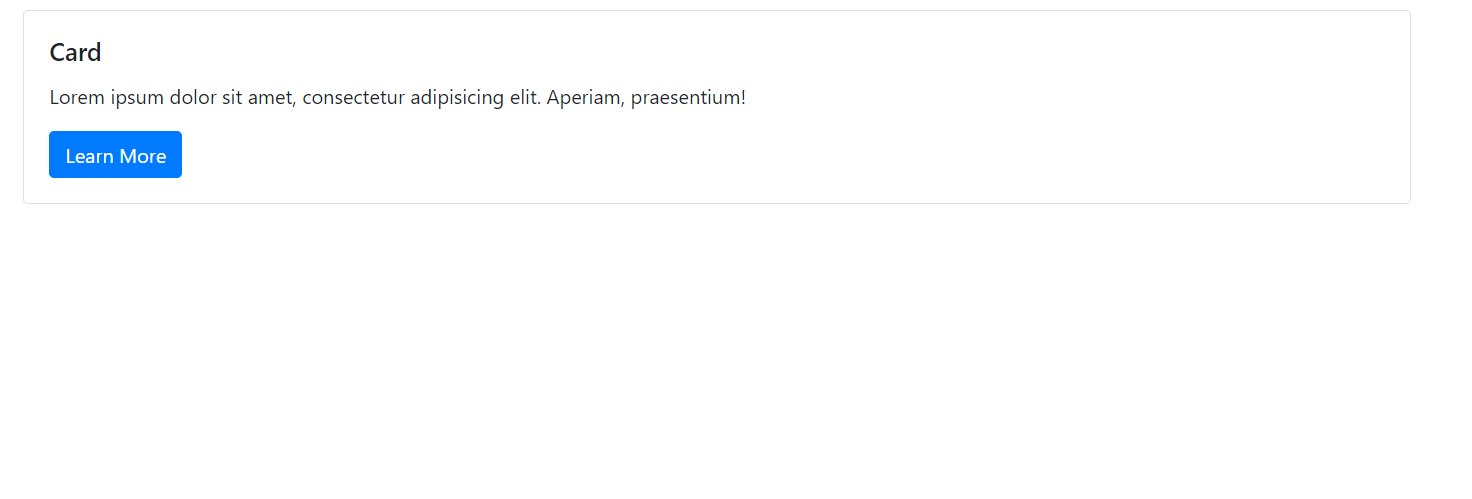 Card
Lorem ipsum dolor sit amet, consectetur adipisicing elit. Aperiam, praesentium!
Learn More